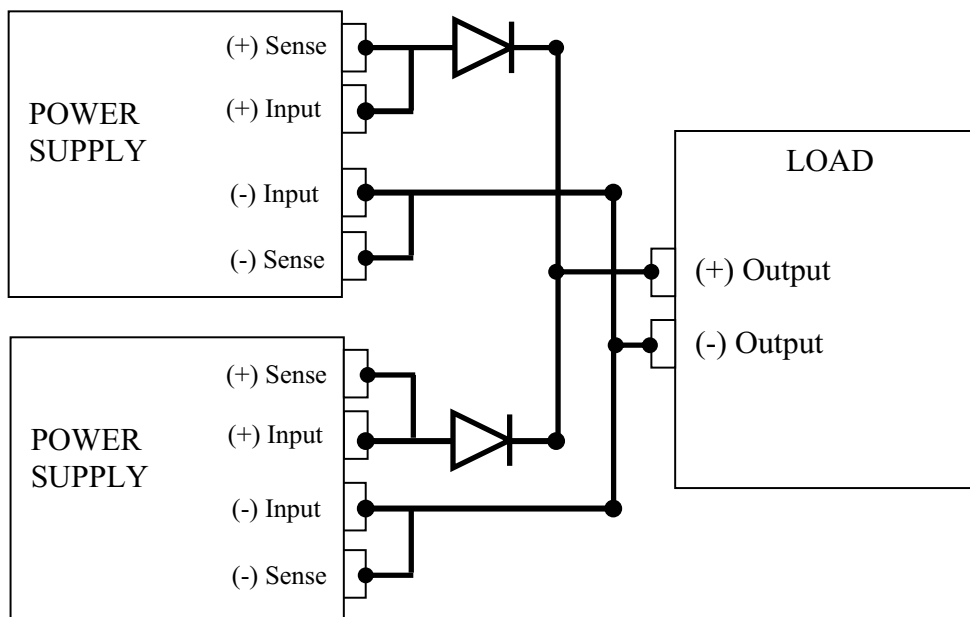 (+) Sense
(+) Input
POWER
SUPPLY
(-) Input
(-) Sense
LOAD
(+) Output
(-) Output
(+) Sense
(+) Input
POWER
SUPPLY
(-) Input
(-) Sense